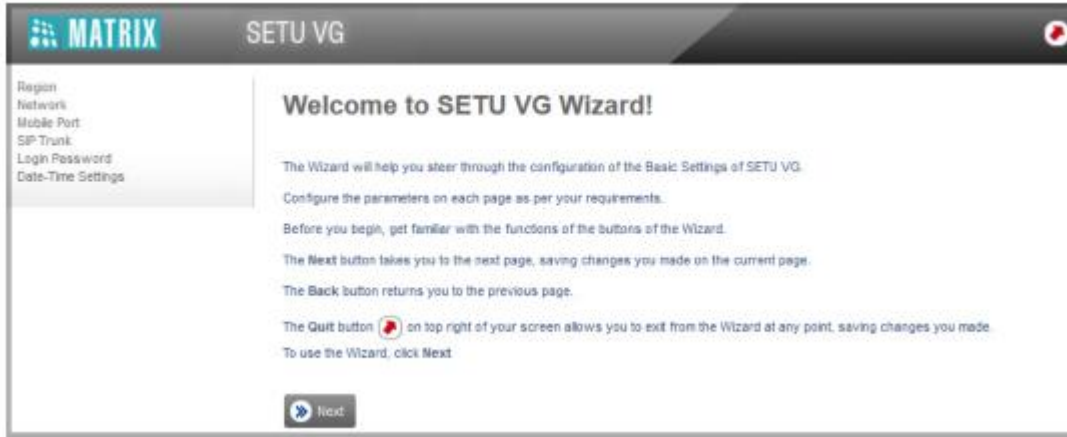 MATRIX SETU VG
Region
Network
Mobile Port
SIP Trunk
Login Password
Date-Time Settings
Welcome to SETU VG Wizard!
The Wizard will help you steer through the configuration of the Basic Settings of SETU VG.
Configure the parameters on each page as per your requirements.
Before you begin, get familiar with the functions of the buttons of the Wizard.
The Next button takes you to the next page, saving changes you made on the current page.
The Back button returns you to the previous page.
The Quit button on top right of your screen allows you to exit from the Wizard at any point, saving changes you made.
To use the Wizard, click Next
Next